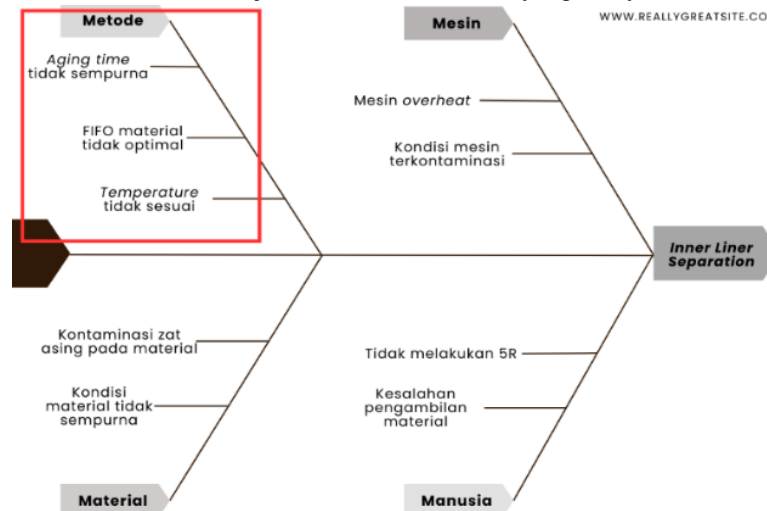 Metode
Mesin
WWW.REALLYGREATSITE.CO
Aging time
tidak sempurna
Mesin overheat
FIFO material
tidak optimal
Kondisi mesin
terkontaminasi
Temperature
tidak sesuai
Inner Liner
Separation
Kontaminasi zat
asing pada material
Tidak melakukan 5R
Kondisi
material tidak
sempurna
Kesalahan
pengambilan
material
Material
Manusia